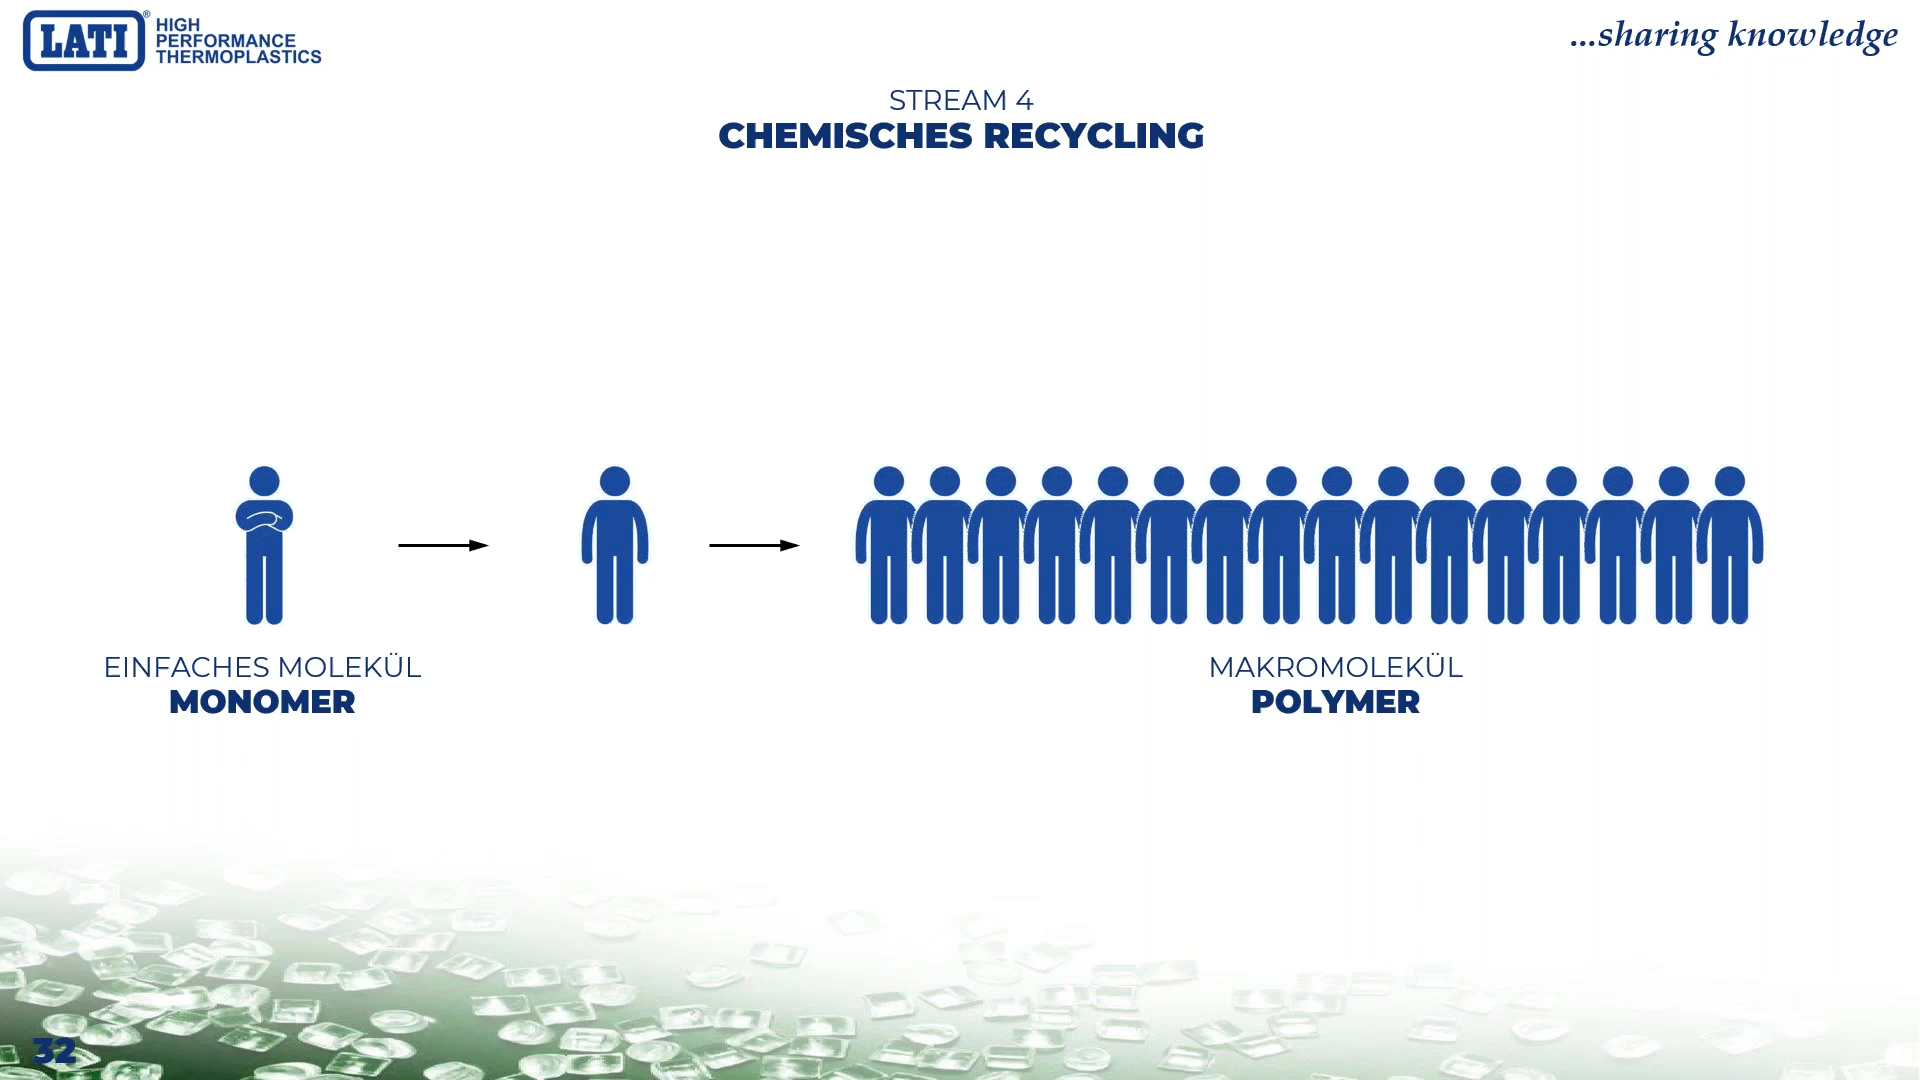 LATI®
HIGH
PERFORMANCE
THERMOPLASTICS
...sharing knowledge
STREAM 4
CHEMISCHES RECYCLING
EINFACHES MOLEKÜL
MONOMER
MAKROMOLEKÜL
POLYMER
32